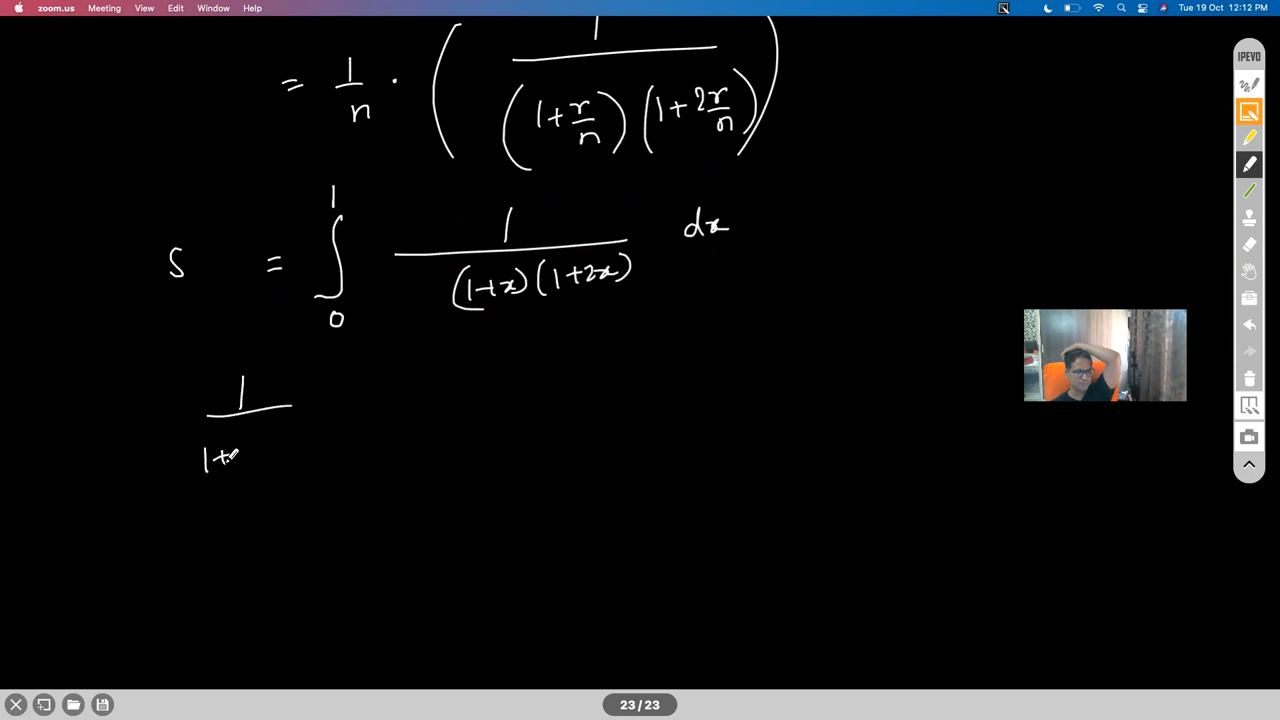 zoom.us Meeting View Edit Window Help Tue 19 Oct 12:12 PM
IPEVO
= 1/n · ( 1 / ((1+r/n)(1+2r/n)) )
S = ∫₀¹ 1 / ((1+x)(1+2x)) dx
1
1+
23/23